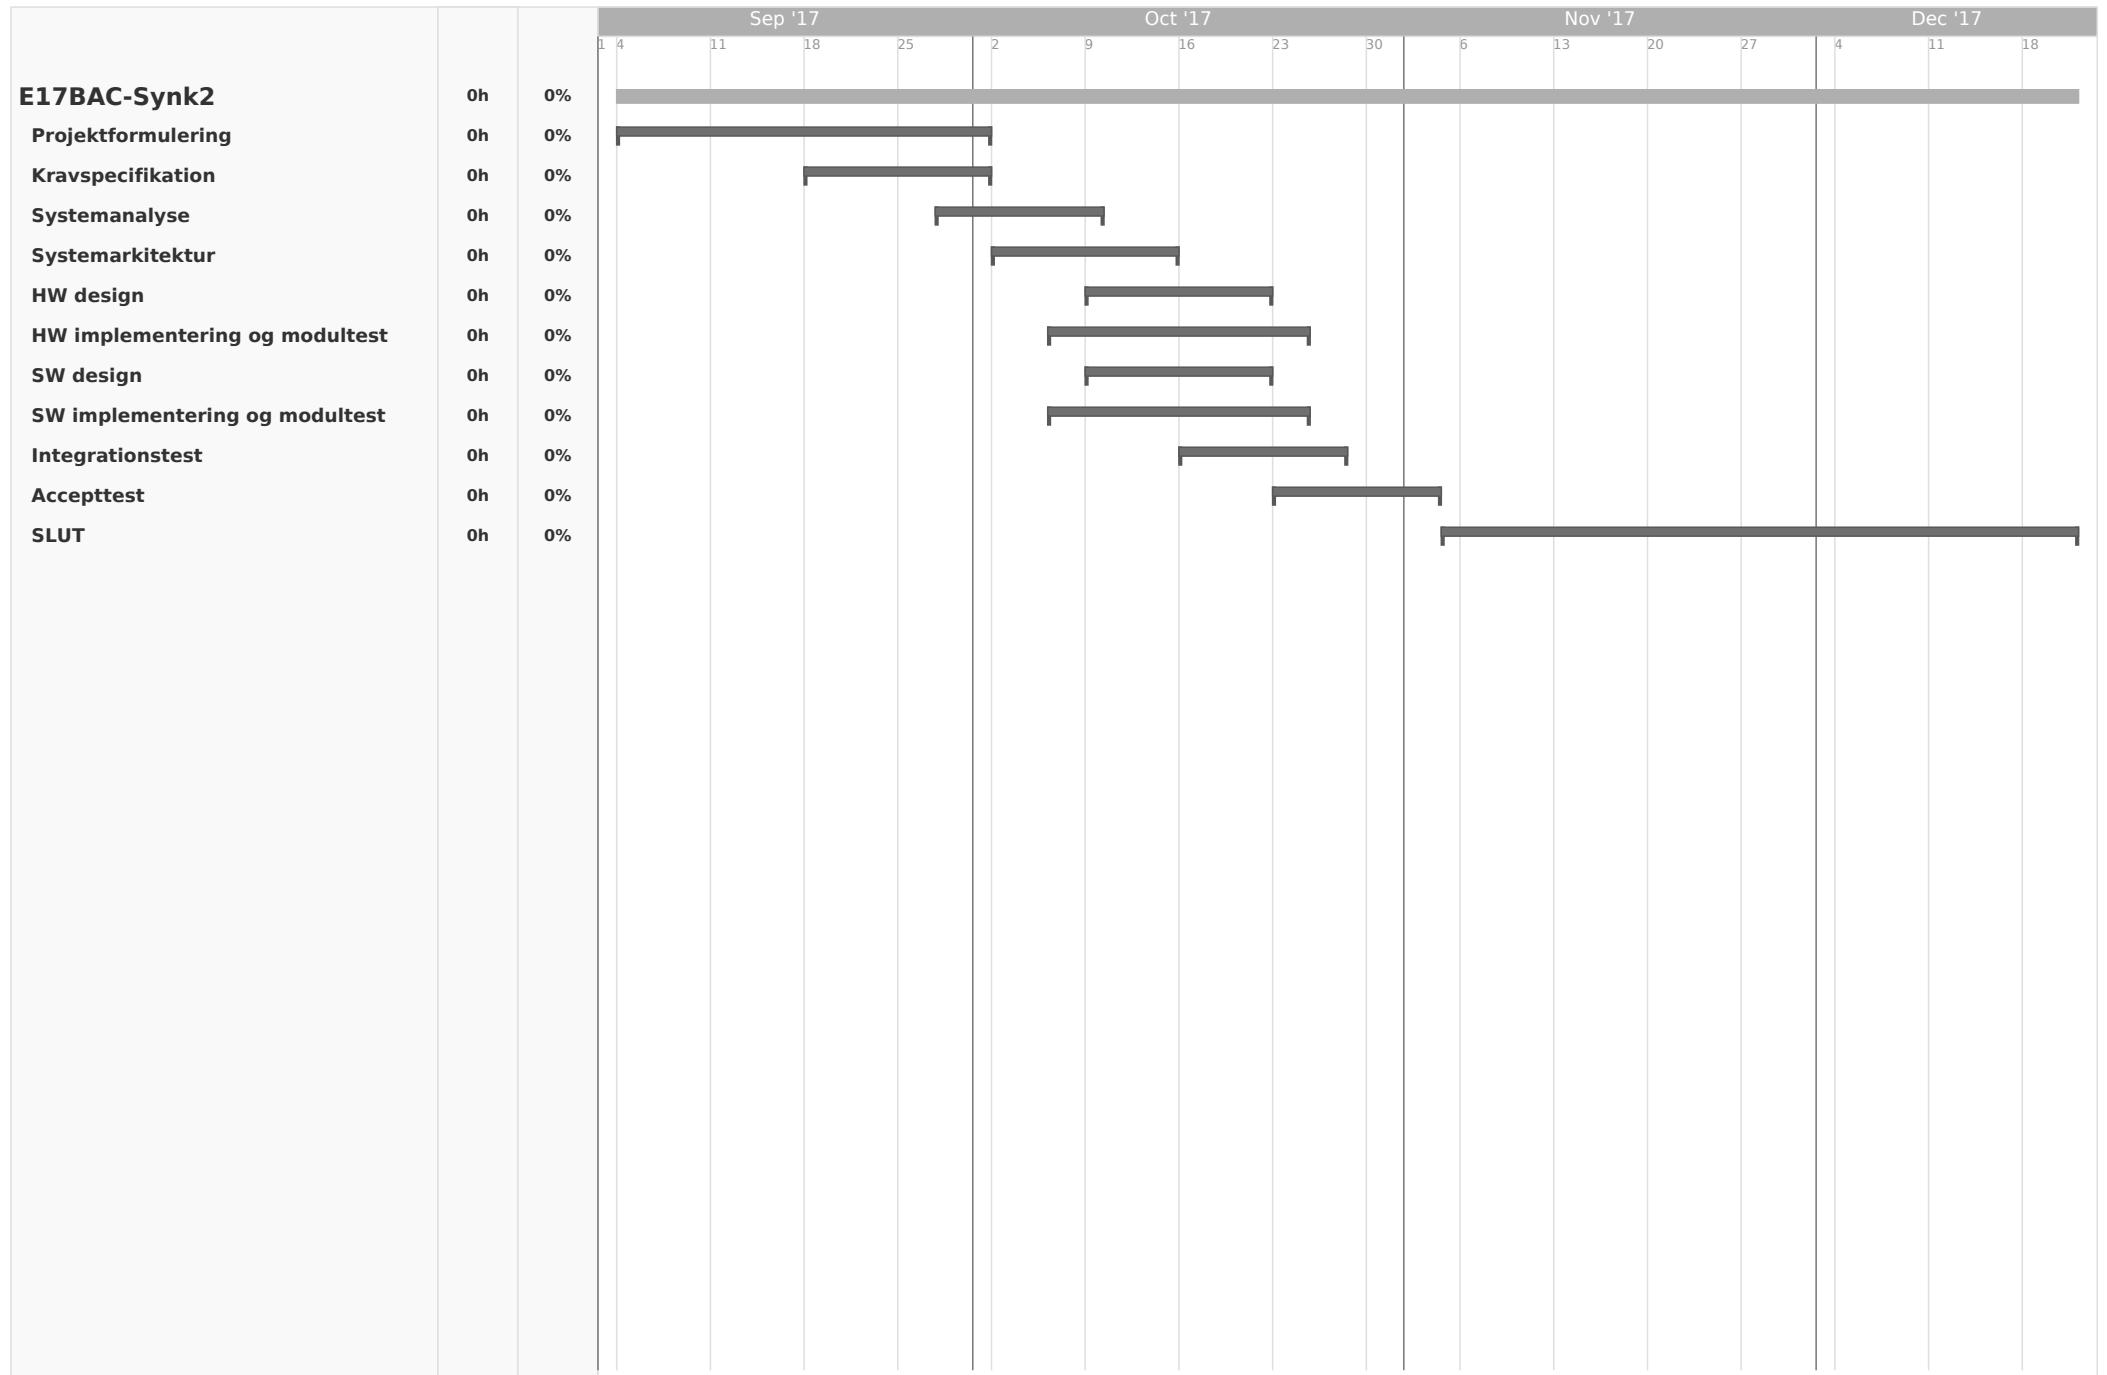 Sep '17 Oct '17 Nov '17 Dec '17
1 4 11 18 25 2 9 16 23 30 6 13 20 27 4 11 18
E17BAC-Synk2 0h 0%
Projektformulering 0h 0%
Kravspecifikation 0h 0%
Systemanalyse 0h 0%
Systemarkitektur 0h 0%
HW design 0h 0%
HW implementering og modultest 0h 0%
SW design 0h 0%
SW implementering og modultest 0h 0%
Integrationstest 0h 0%
Accepttest 0h 0%
SLUT 0h 0%